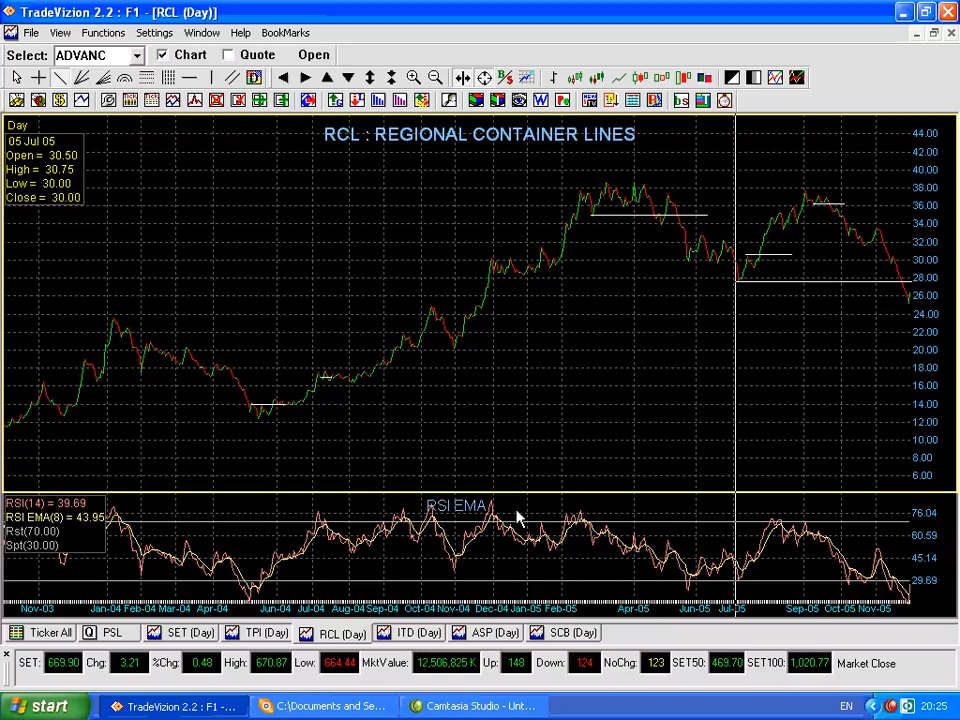 TradeVizion 2.2 : F1 - [RCL (Day)]
File View Functions Settings Window Help BookMarks
Select: ADVANC Chart Quote Open
Day
05 Jul 05
Open = 30.50
High = 30.75
Low = 30.00
Close = 30.00
RCL : REGIONAL CONTAINER LINES
44.00
42.00
40.00
38.00
36.00
34.00
32.00
30.00
28.00
26.00
24.00
22.00
20.00
18.00
16.00
14.00
12.00
10.00
8.00
6.00
RSI(14) = 39.69
RSI EMA(8) = 43.95
Rst(70.00)
Spt(30.00)
RSI EMA
76.04
60.59
45.14
29.69
Nov-03 Jan-04 Feb-04 Mar-04 Apr-04 Jun-04 Jul-04 Aug-04 Sep-04 Oct-04 Nov-04 Dec-04 Jan-05 Feb-05 Apr-05 Jun-05 Jul-05 Sep-05 Oct-05 Nov-05
Ticker All PSL SET (Day) TPI (Day) RCL (Day) ITD (Day) ASP (Day) SCB (Day)
SET: 669.90 Chg: 3.21 %Chg: 0.48 High: 670.87 Low: 664.44 MktValue: 12,506,825 K Up: 148 Down: 124 NoChg: 123 SET50: 469.70 SET100: 1,020.77 Market Close
start TradeVizion 2.2 : F1 -... C:\Documents and Se... Camtasia Studio - Unt... EN 20:25